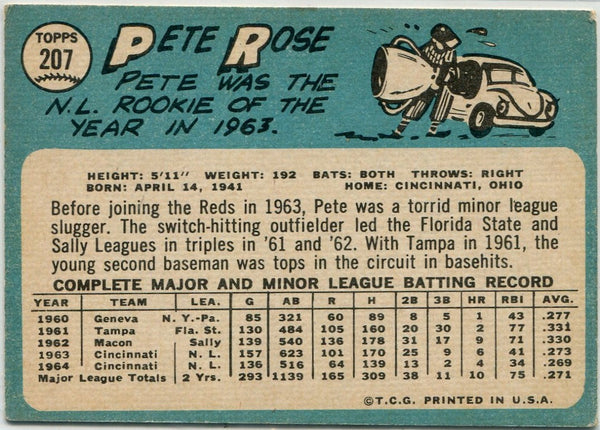 TOPPS
207
PETE ROSE
PETE WAS THE
N.L. ROOKIE OF THE
YEAR IN 1963.
HEIGHT: 5'11" WEIGHT: 192 BATS: BOTH THROWS: RIGHT
BORN: APRIL 14, 1941 HOME: CINCINNATI, OHIO
Before joining the Reds in 1963, Pete was a torrid minor league
slugger. The switch-hitting outfielder led the Florida State and
Sally Leagues in triples in '61 and '62. With Tampa in 1961, the
young second baseman was tops in the circuit in basehits.
COMPLETE MAJOR AND MINOR LEAGUE BATTING RECORD
YEAR TEAM LEA. G AB R H 2B 3B HR RBI AVG.
1960 Geneva N. Y.-Pa. 85 321 60 89 8 5 1 43 .277
1961 Tampa Fla. St. 130 484 105 160 20 30 2 77 .331
1962 Macon Sally 139 540 136 178 31 17 9 71 .330
1963 Cincinnati N. L. 157 623 101 170 25 9 6 41 .273
1964 Cincinnati N. L. 136 516 64 139 13 2 4 34 .269
Major League Totals 2 Yrs. 293 1139 165 309 38 11 10 75 .271
©T.C.G. PRINTED IN U.S.A.